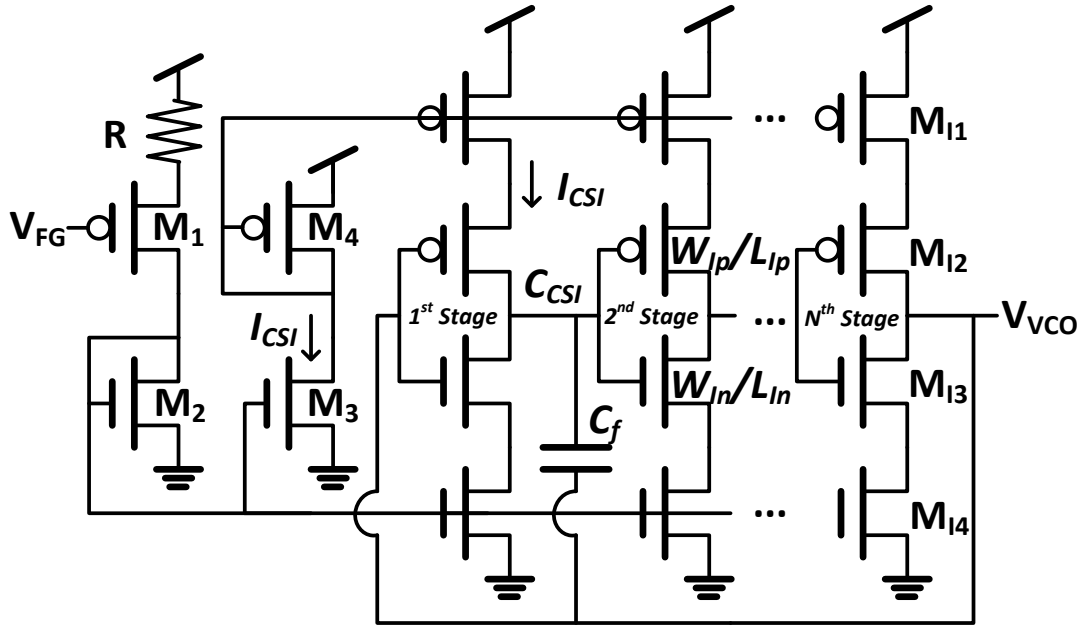 R
V_FG
M_1
M_4
I_CSI
M_2
M_3
I_CSI
C_CSI
1^st Stage
C_f
W_Ip/L_Ip
2^nd Stage
W_In/L_In
...
...
...
M_I1
M_I2
N^th Stage
V_VCO
M_I3
M_I4